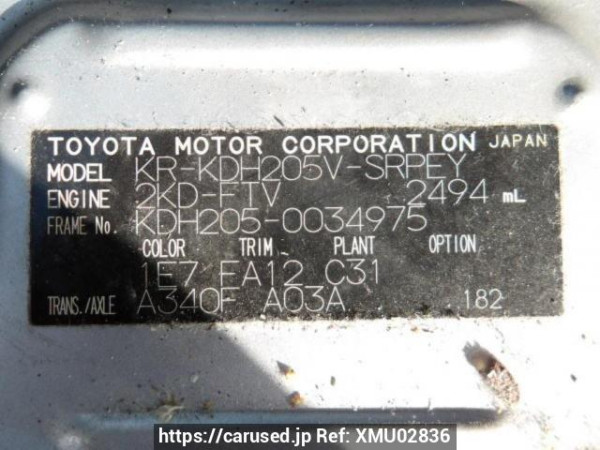 TOYOTA MOTOR CORPORATION JAPAN
MODEL KR-KDH205V-SRPEY
ENGINE 2KD-FTV 2494 mL
FRAME No. KDH205-0034975
COLOR TRIM PLANT OPTION
1E7 FA12 C31
TRANS./AXLE A340F A03A 182
https://carused.jp Ref: XMU02836